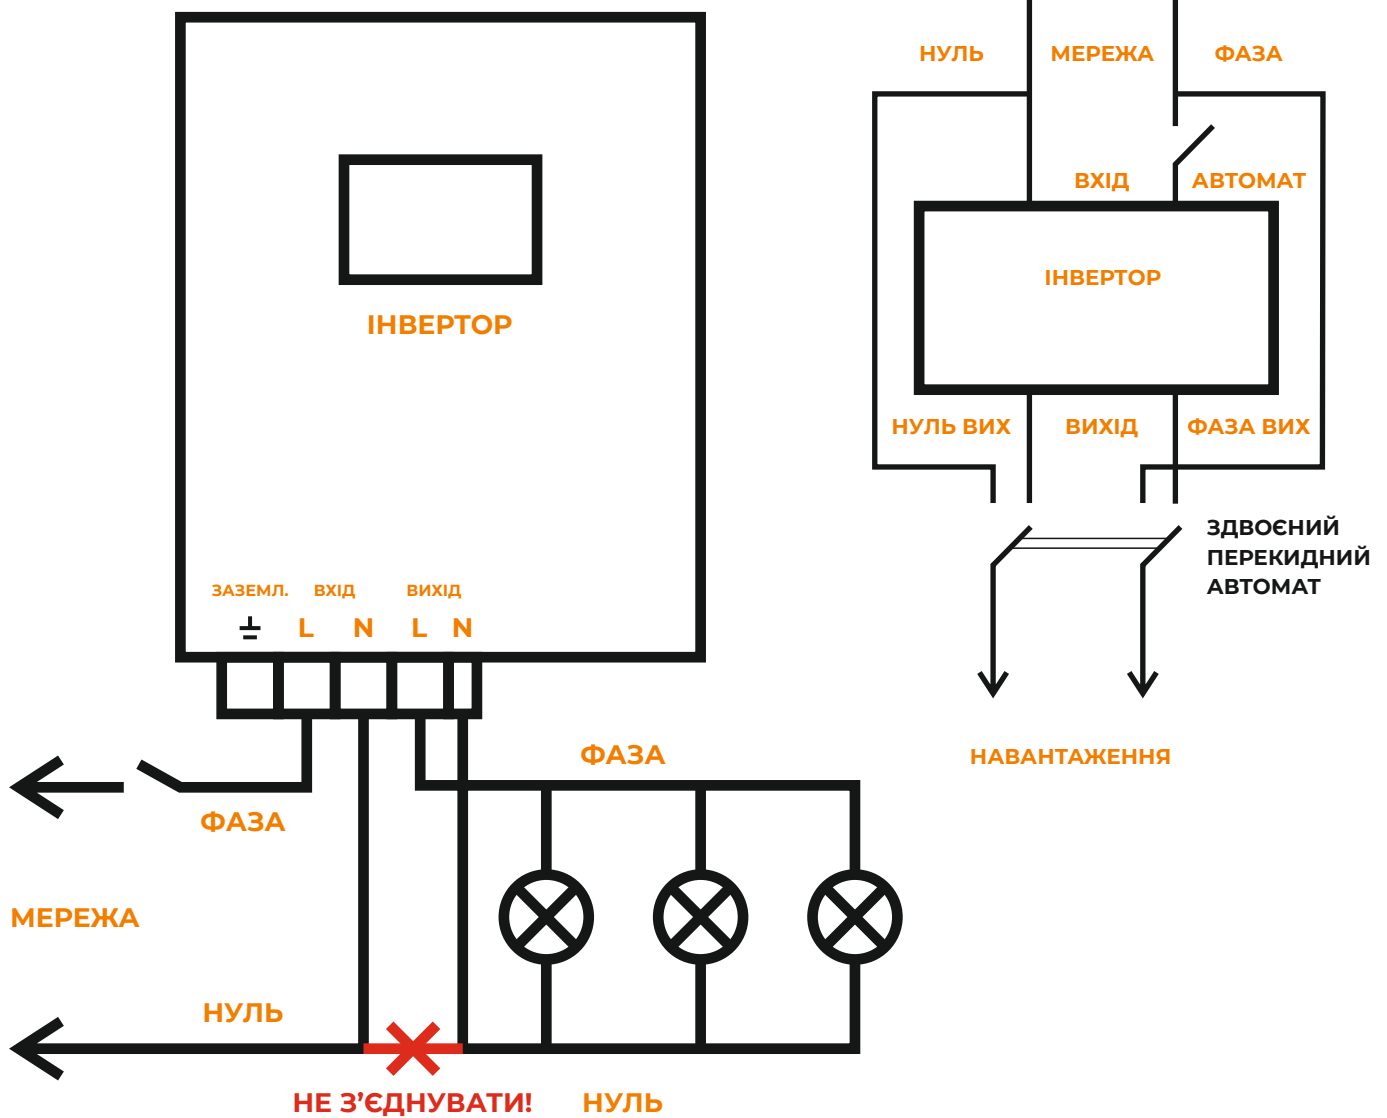 ІНВЕРТОР
ЗАЗЕМЛ. ВХІД ВИХІД
L N L N
ФАЗА
ФАЗА
МЕРЕЖА
НУЛЬ
НЕ З’ЄДНУВАТИ! НУЛЬ
НУЛЬ МЕРЕЖА ФАЗА
ВХІД АВТОМАТ
ІНВЕРТОР
НУЛЬ ВИХ ВИХІД ФАЗА ВИХ
ЗДВОЄНИЙ
ПЕРЕКИДНИЙ
АВТОМАТ
НАВАНТАЖЕННЯ